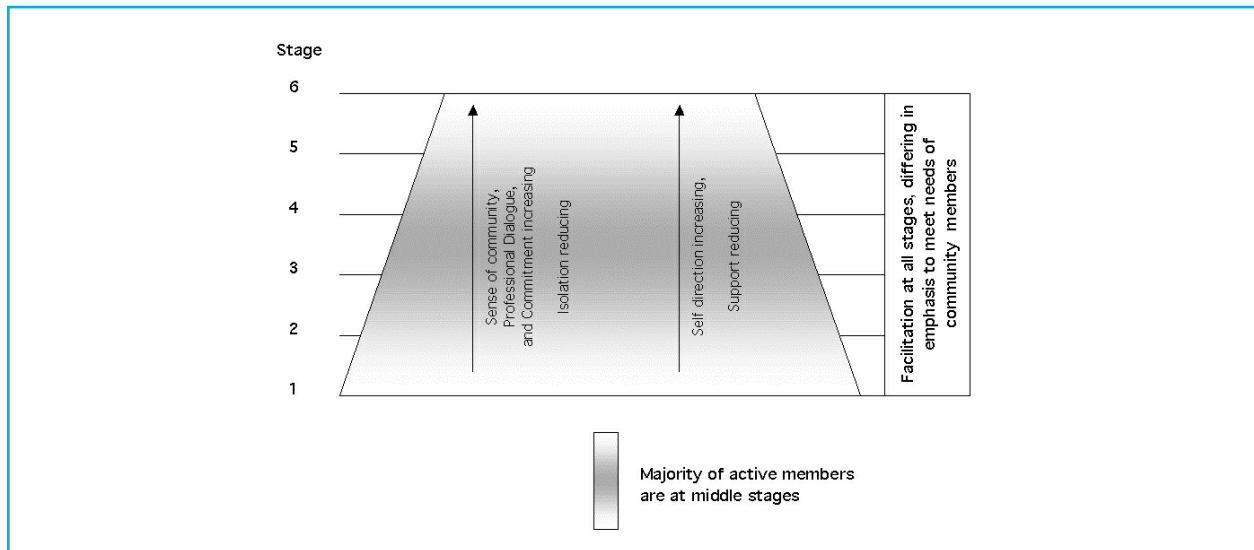 Stage
6
5
4
3
2
1
Sense of community,
Professional Dialogue,
and Commitment increasing
Isolation reducing
Self direction increasing,
Support reducing
Facilitation at all stages, differing in
emphasis to meet needs of
community members
Majority of active members
are at middle stages